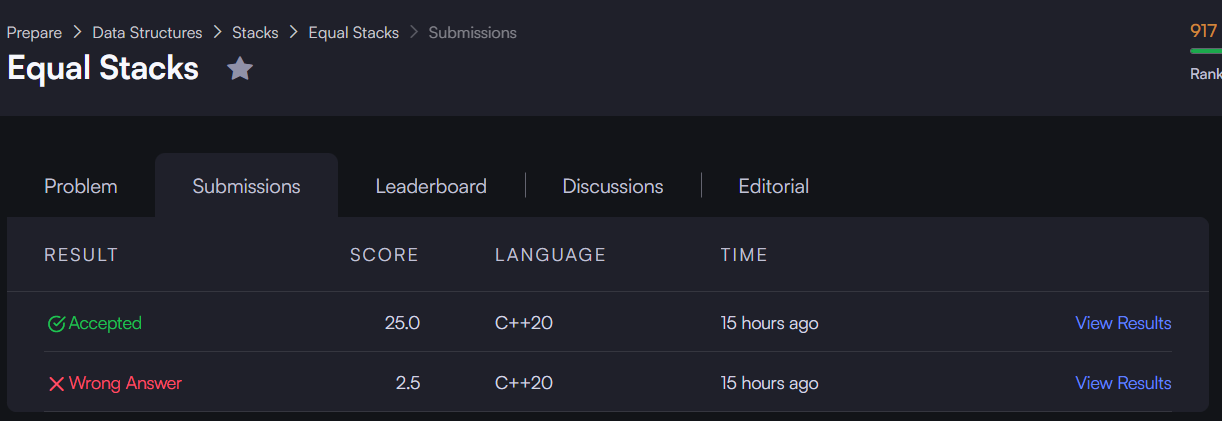 Prepare > Data Structures > Stacks > Equal Stacks > Submissions
917
Equal Stacks
Rank
Problem Submissions Leaderboard Discussions Editorial
RESULT SCORE LANGUAGE TIME
Accepted 25.0 C++20 15 hours ago View Results
Wrong Answer 2.5 C++20 15 hours ago View Results